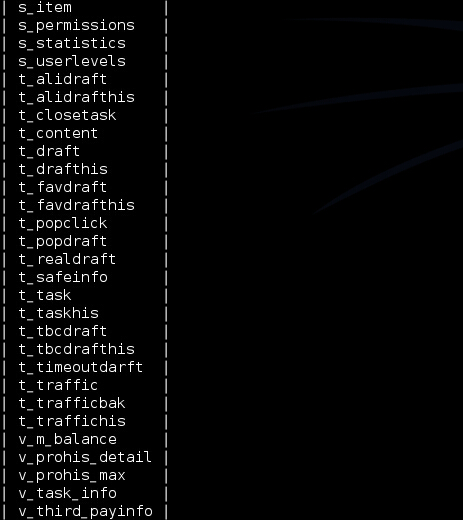 | s_item |
| s_permissions |
| s_statistics |
| s_userlevels |
| t_alidraft |
| t_alidrafthis |
| t_closetask |
| t_content |
| t_draft |
| t_drafthis |
| t_favdraft |
| t_favdrafthis |
| t_popclick |
| t_popdraft |
| t_realdraft |
| t_safeinfo |
| t_task |
| t_taskhis |
| t_tbcdraft |
| t_tbcdrafthis |
| t_timeoutdarft |
| t_traffic |
| t_trafficbak |
| t_traffichis |
| v_m_balance |
| v_prohis_detail |
| v_prohis_max |
| v_task_info |
| v_third_payinfo |